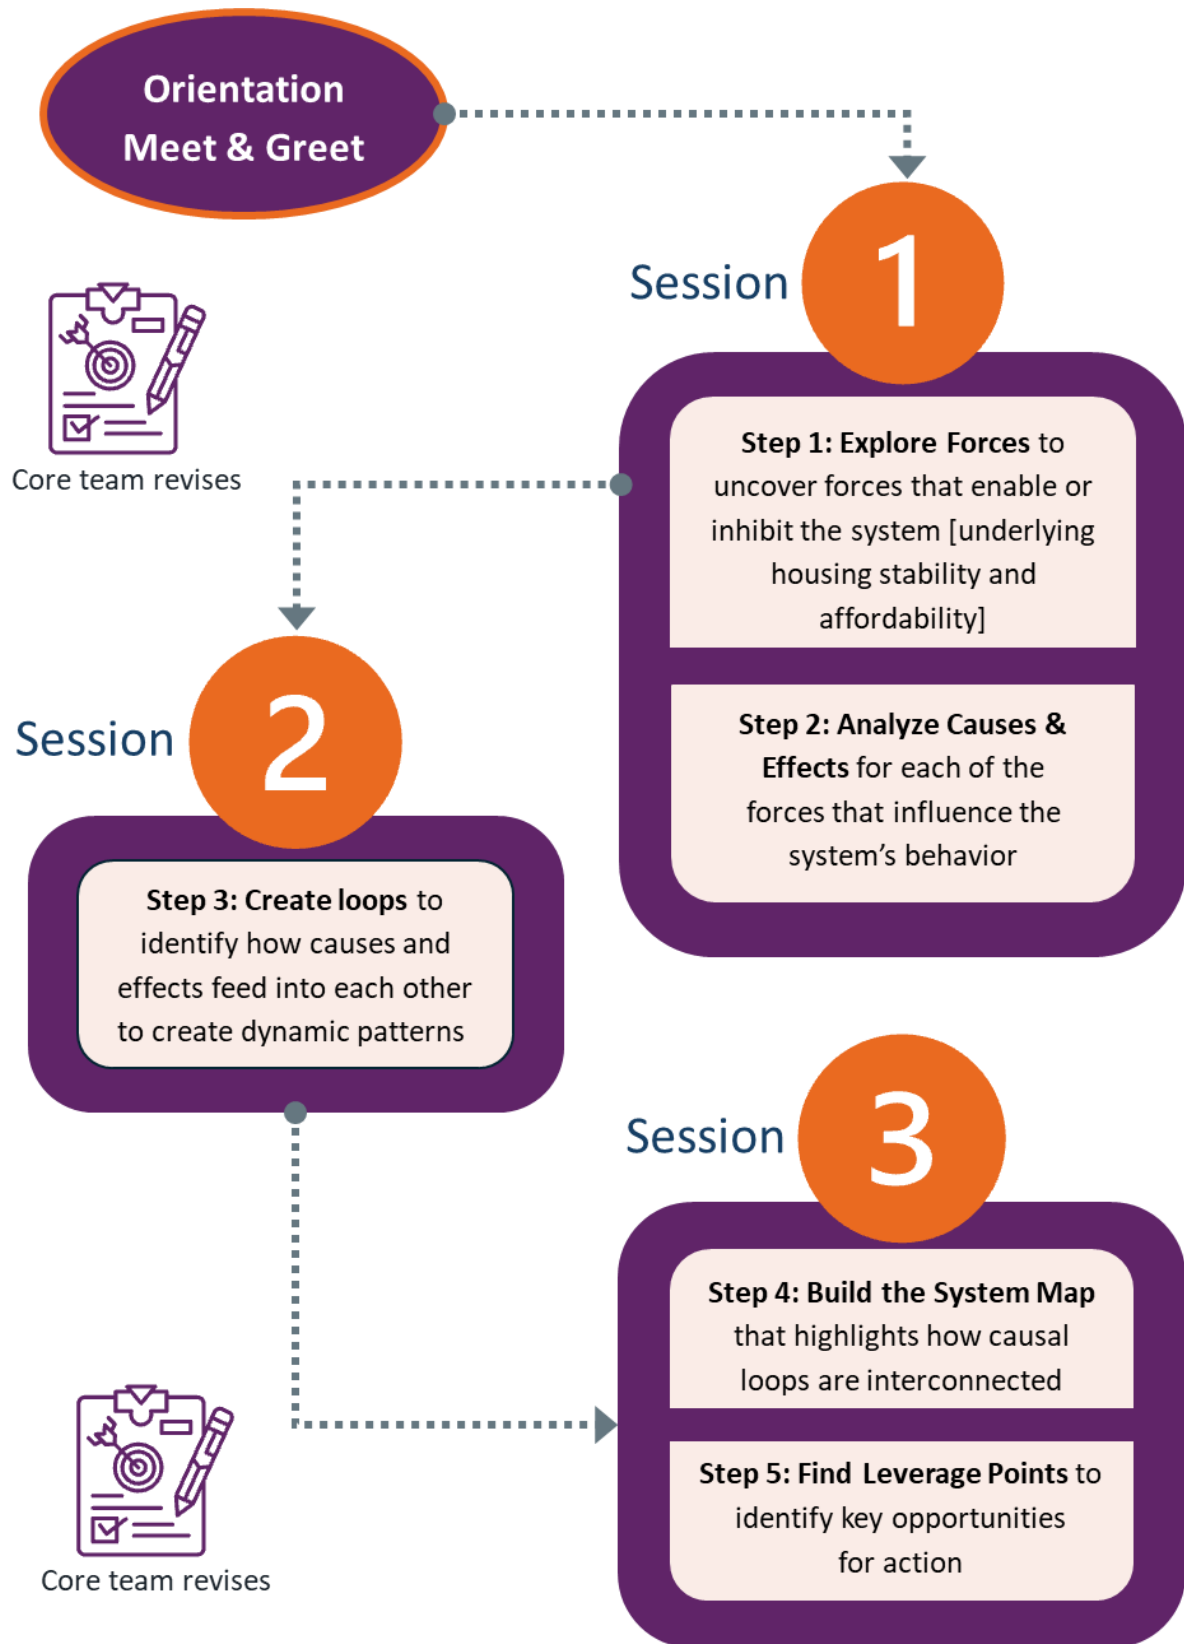 Orientation
Meet & Greet
Session
1
Step 1: Explore Forces to
uncover forces that enable or
inhibit the system [underlying
housing stability and
affordability]
Step 2: Analyze Causes &
Effects for each of the
forces that influence the
system's behavior
Core team revises
Session
2
Step 3: Create loops to
identify how causes and
effects feed into each other
to create dynamic patterns
Core team revises
Session
3
Step 4: Build the System Map
that highlights how causal
loops are interconnected
Step 5: Find Leverage Points to
identify key opportunities
for action